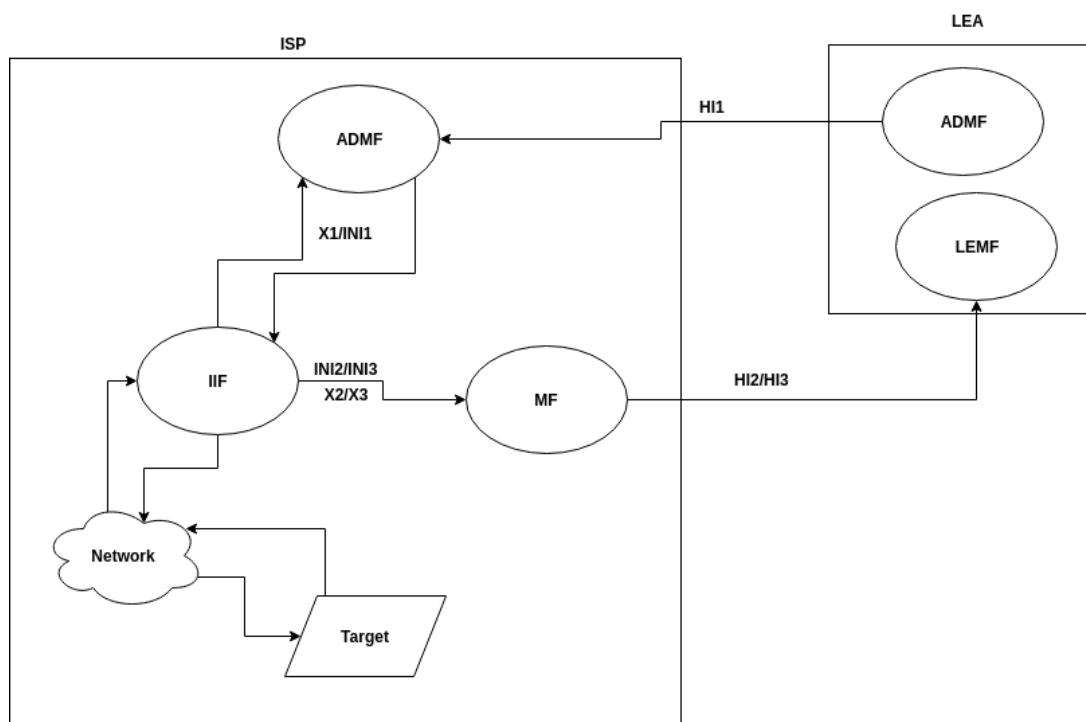 LEA
ISP
HI1
ADMF
ADMF
X1/INI1
LEMF
INI2/INI3
X2/X3
IIF
MF
HI2/HI3
Network
Target